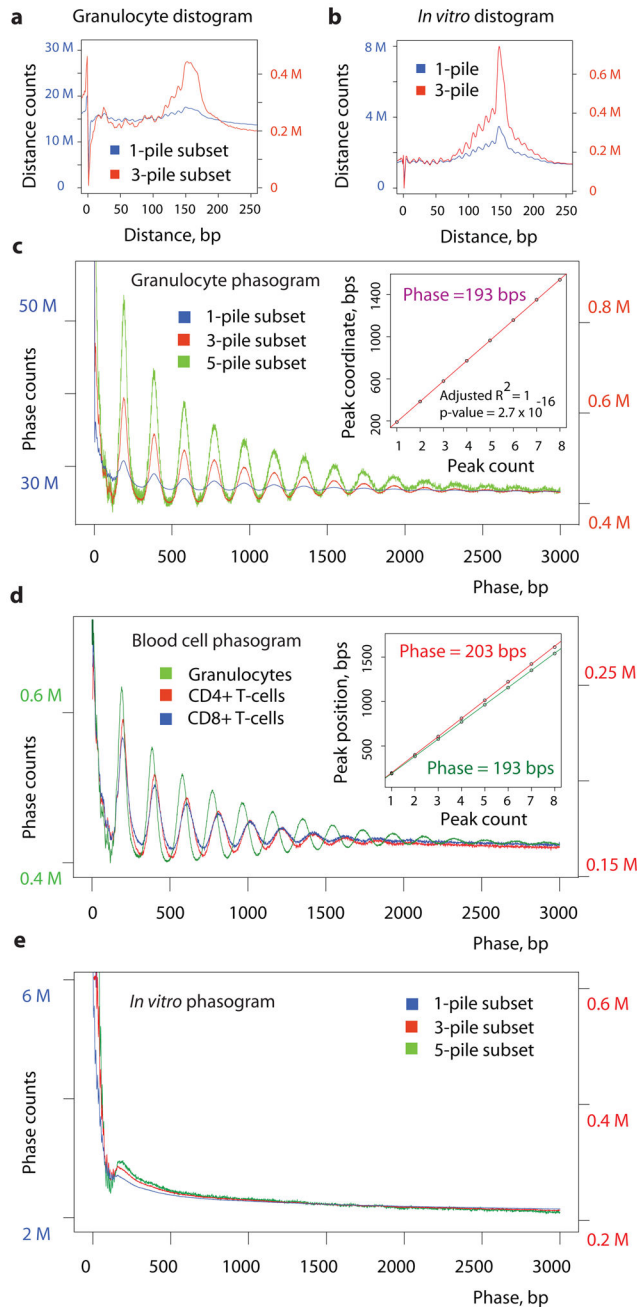 a
Granulocyte distogram
Distance counts
30 M
20 M
10 M
0
0.4 M
0.2 M
0
1-pile subset
3-pile subset
0 50 100 150 200 250
Distance, bp
b
In vitro distogram
Distance counts
8 M
4 M
0
0.6 M
0.4 M
0.2 M
0
1-pile
3-pile
0 50 100 150 200 250
Distance, bp
c
Granulocyte phasogram
1-pile subset
3-pile subset
5-pile subset
Phase counts
50 M
30 M
0.8 M
0.6 M
0.4 M
Peak coordinate, bps
1400
1000
600
200
Phase =193 bps
Adjusted R2 = 1
p-value = 2.7 x 10-16
1 2 3 4 5 6 7 8
Peak count
0 500 1000 1500 2000 2500 3000
Phase, bp
d
Blood cell phasogram
Granulocytes
CD4+ T-cells
CD8+ T-cells
Phase counts
0.6 M
0.4 M
0.25 M
0.15 M
Peak position, bps
1500
1000
500
Phase = 203 bps
Phase = 193 bps
1 2 3 4 5 6 7 8
Peak count
0 500 1000 1500 2000 2500 3000
Phase, bp
e
In vitro phasogram
1-pile subset
3-pile subset
5-pile subset
Phase counts
6 M
2 M
0.6 M
0.4 M
0.2 M
0 500 1000 1500 2000 2500 3000
Phase, bp